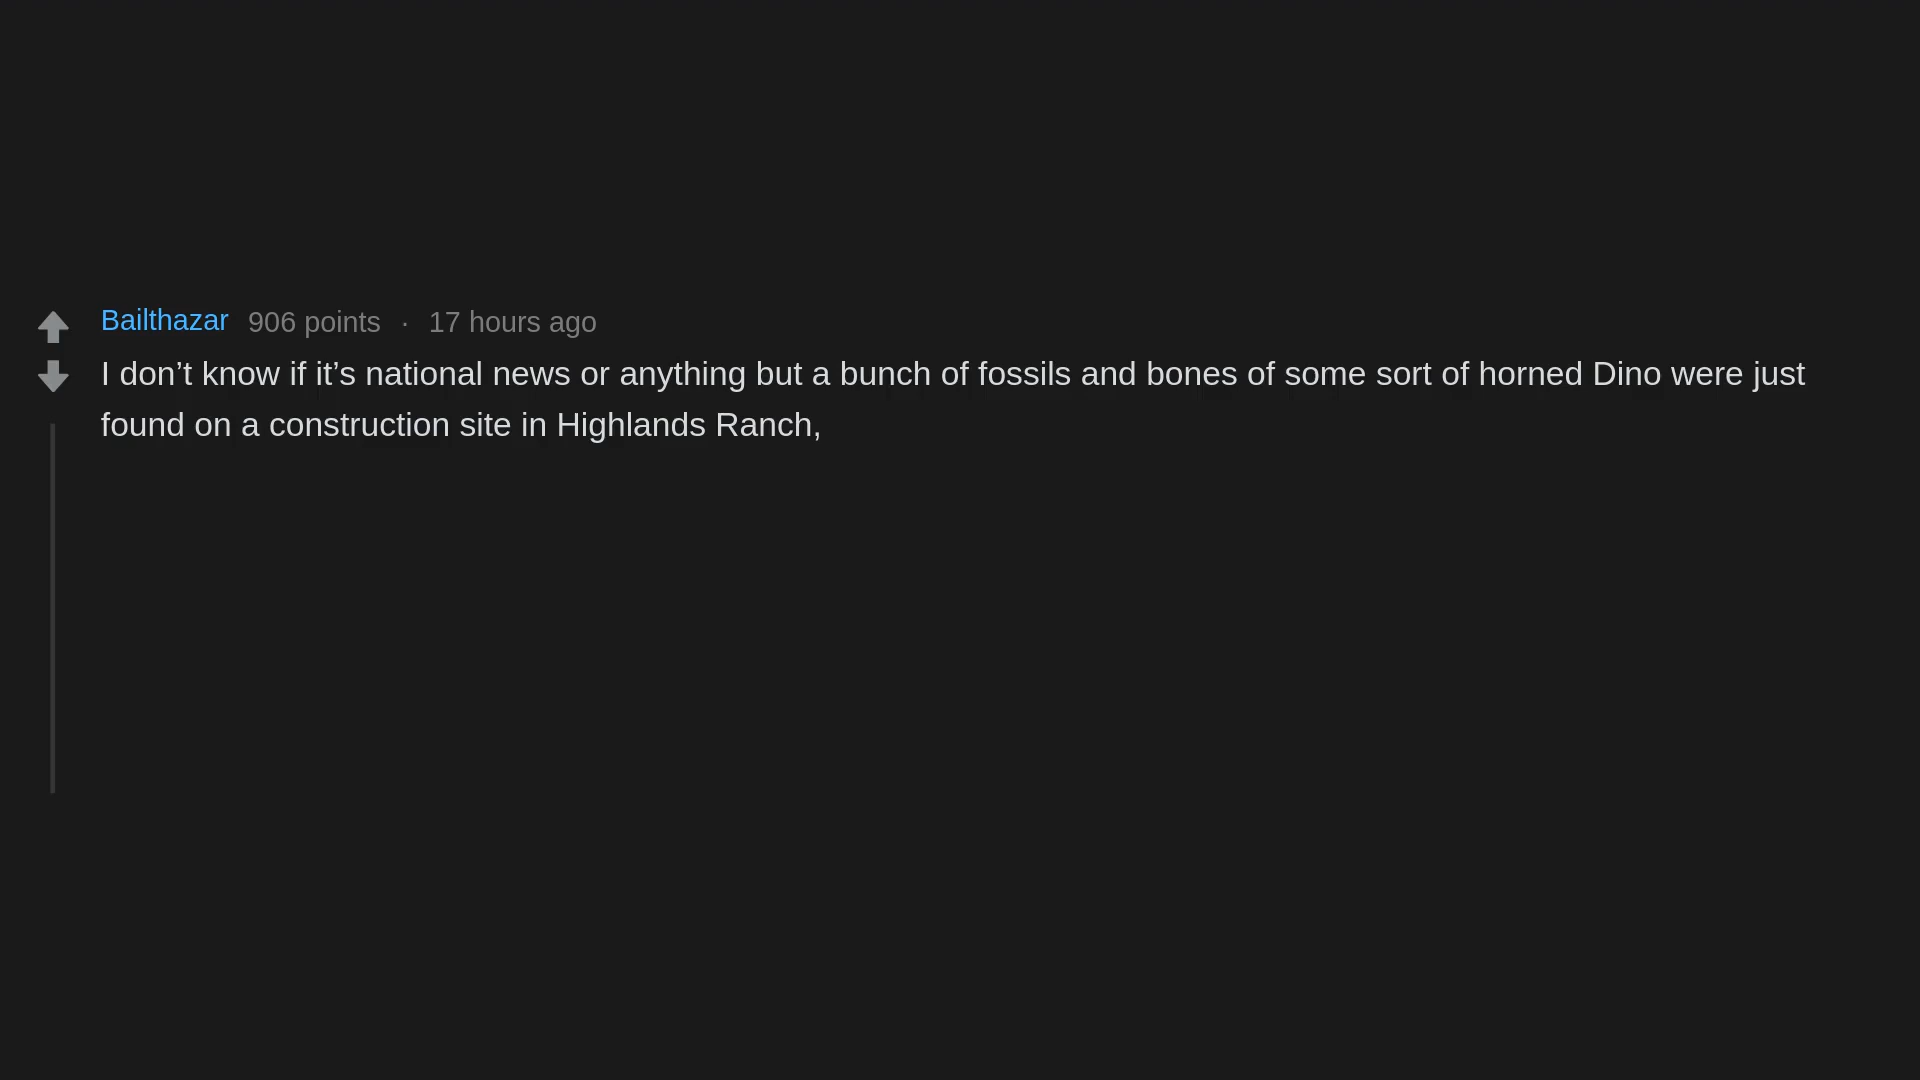 Bailthazar 906 points · 17 hours ago
I don’t know if it’s national news or anything but a bunch of fossils and bones of some sort of horned Dino were just
found on a construction site in Highlands Ranch,